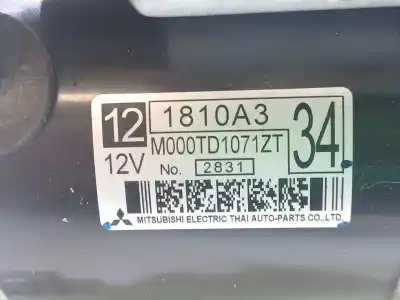 12 1810A3
12V M000TD1071ZT 34
No. 2831
MITSUBISHI ELECTRIC THAI AUTO-PARTS CO., LTD.